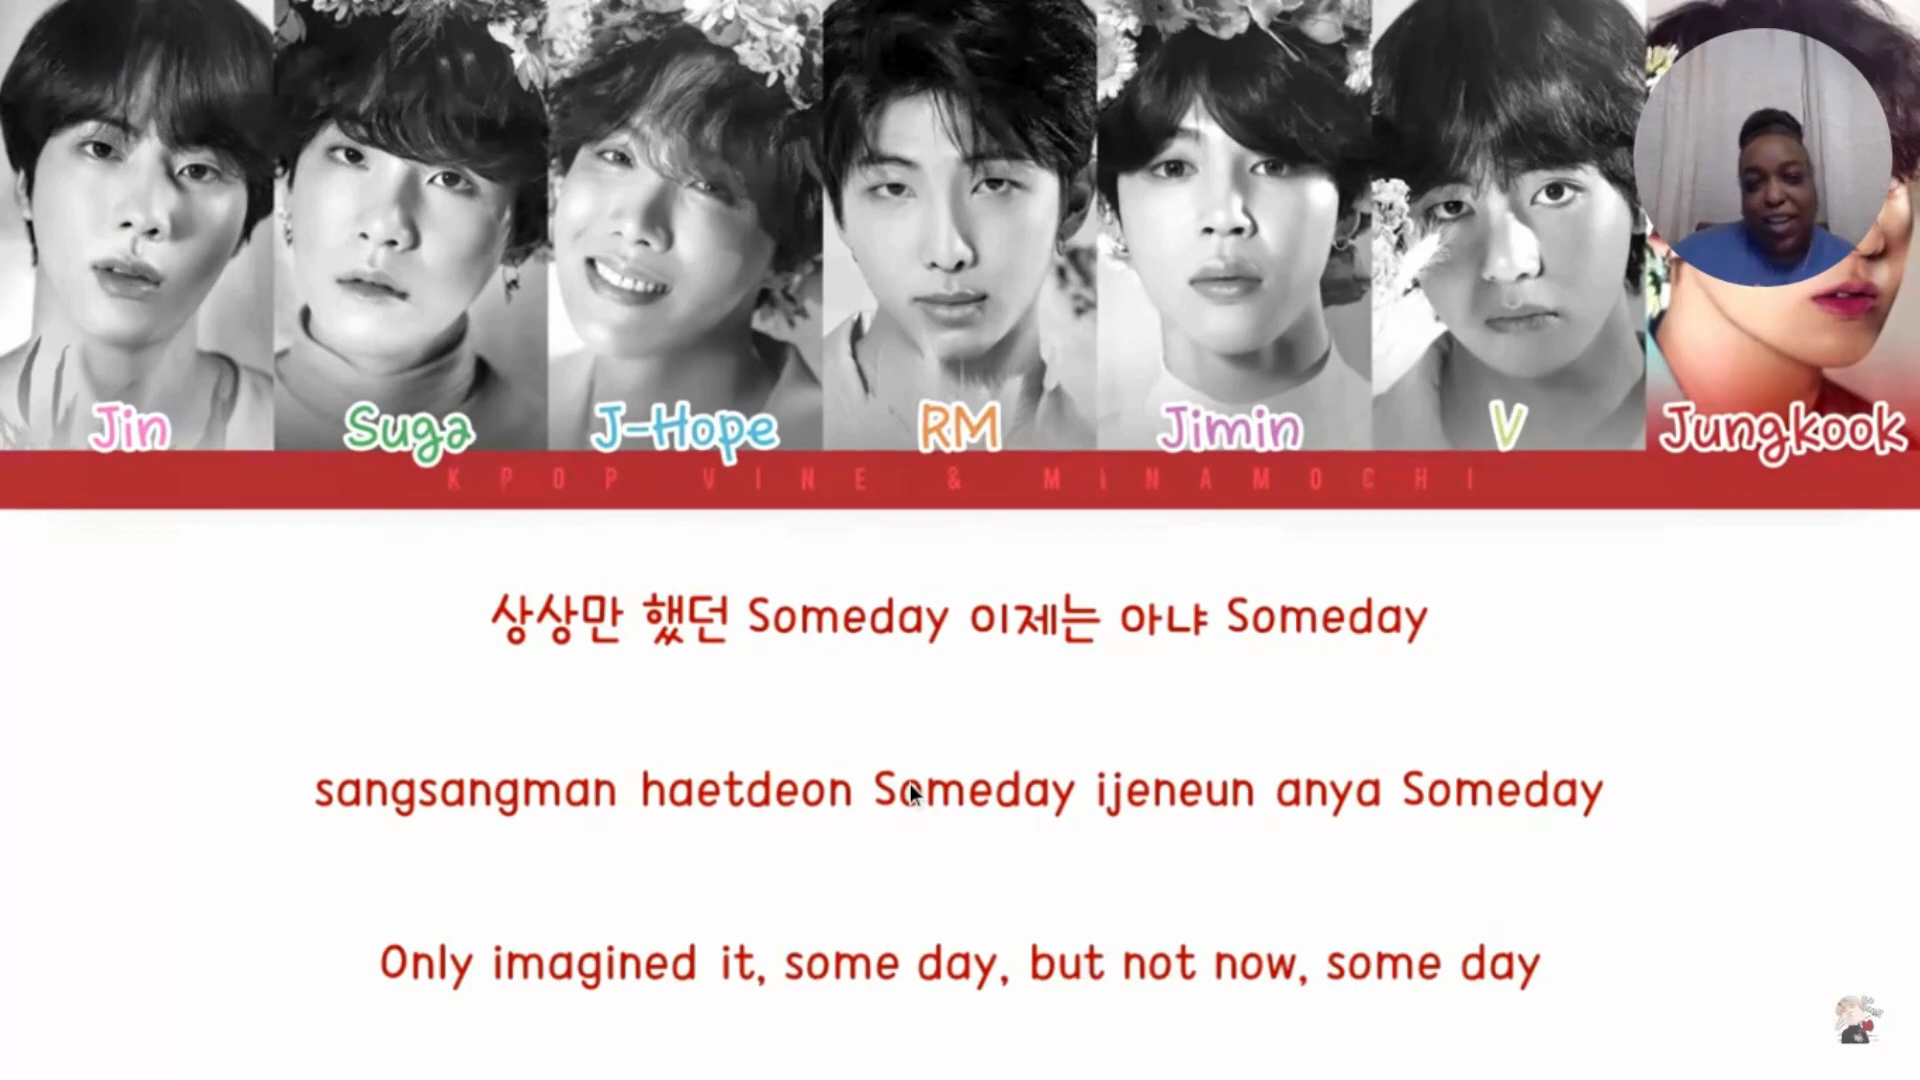 Jin Suga J-Hope RM Jimin V Jungkook
KPOP VINE & MINAMOCHI
상상만 했던 Someday 이제는 아냐 Someday
sangsangman haetdeon Someday ijeneun anya Someday
Only imagined it, some day, but not now, some day